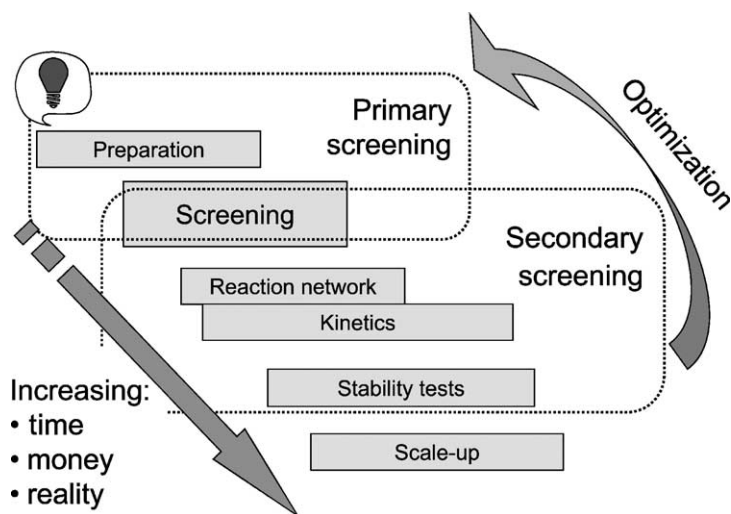 Primary
screening
Preparation
Optimization
Screening
Secondary
screening
Reaction network
Kinetics
Increasing:
• time
• money
• reality
Stability tests
Scale-up